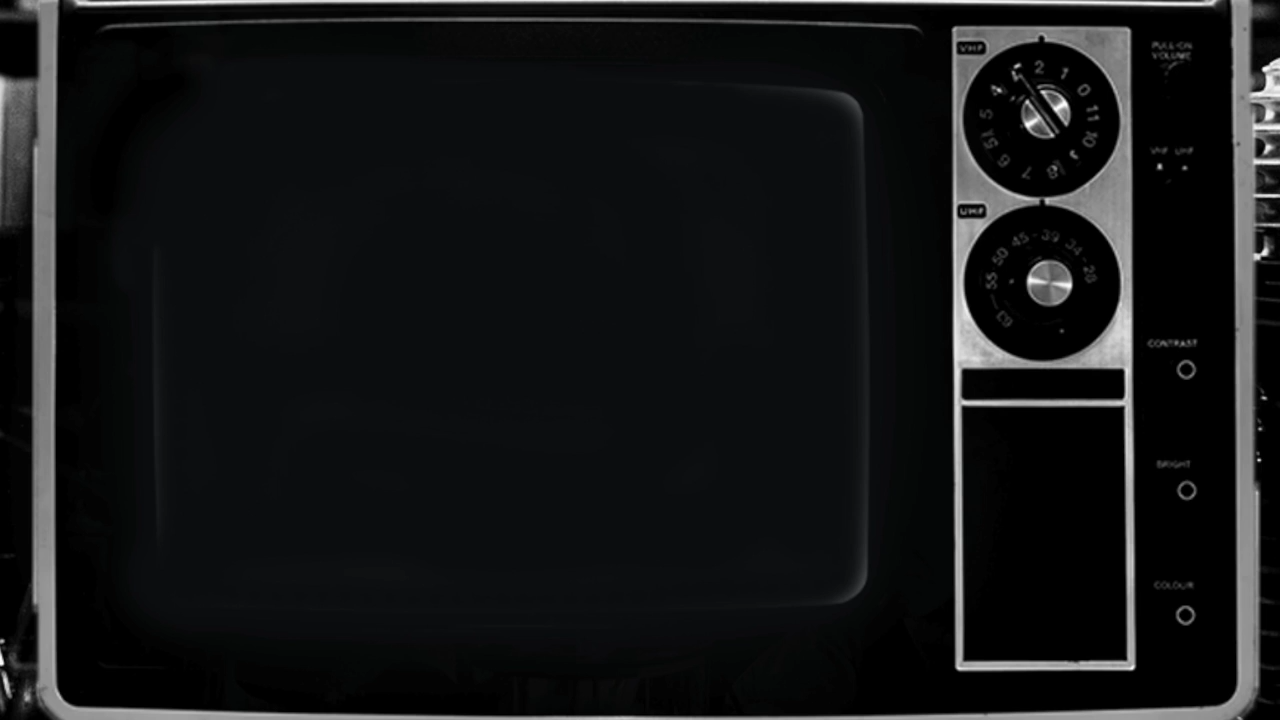 VHF
2
1
0
11
10
8
7
6
5
4
UHF
45 - 39
34 - 28
50
55
63
PULL-ON
VOLUME
VHF UHF
CONTRAST
BRIGHT
COLOUR